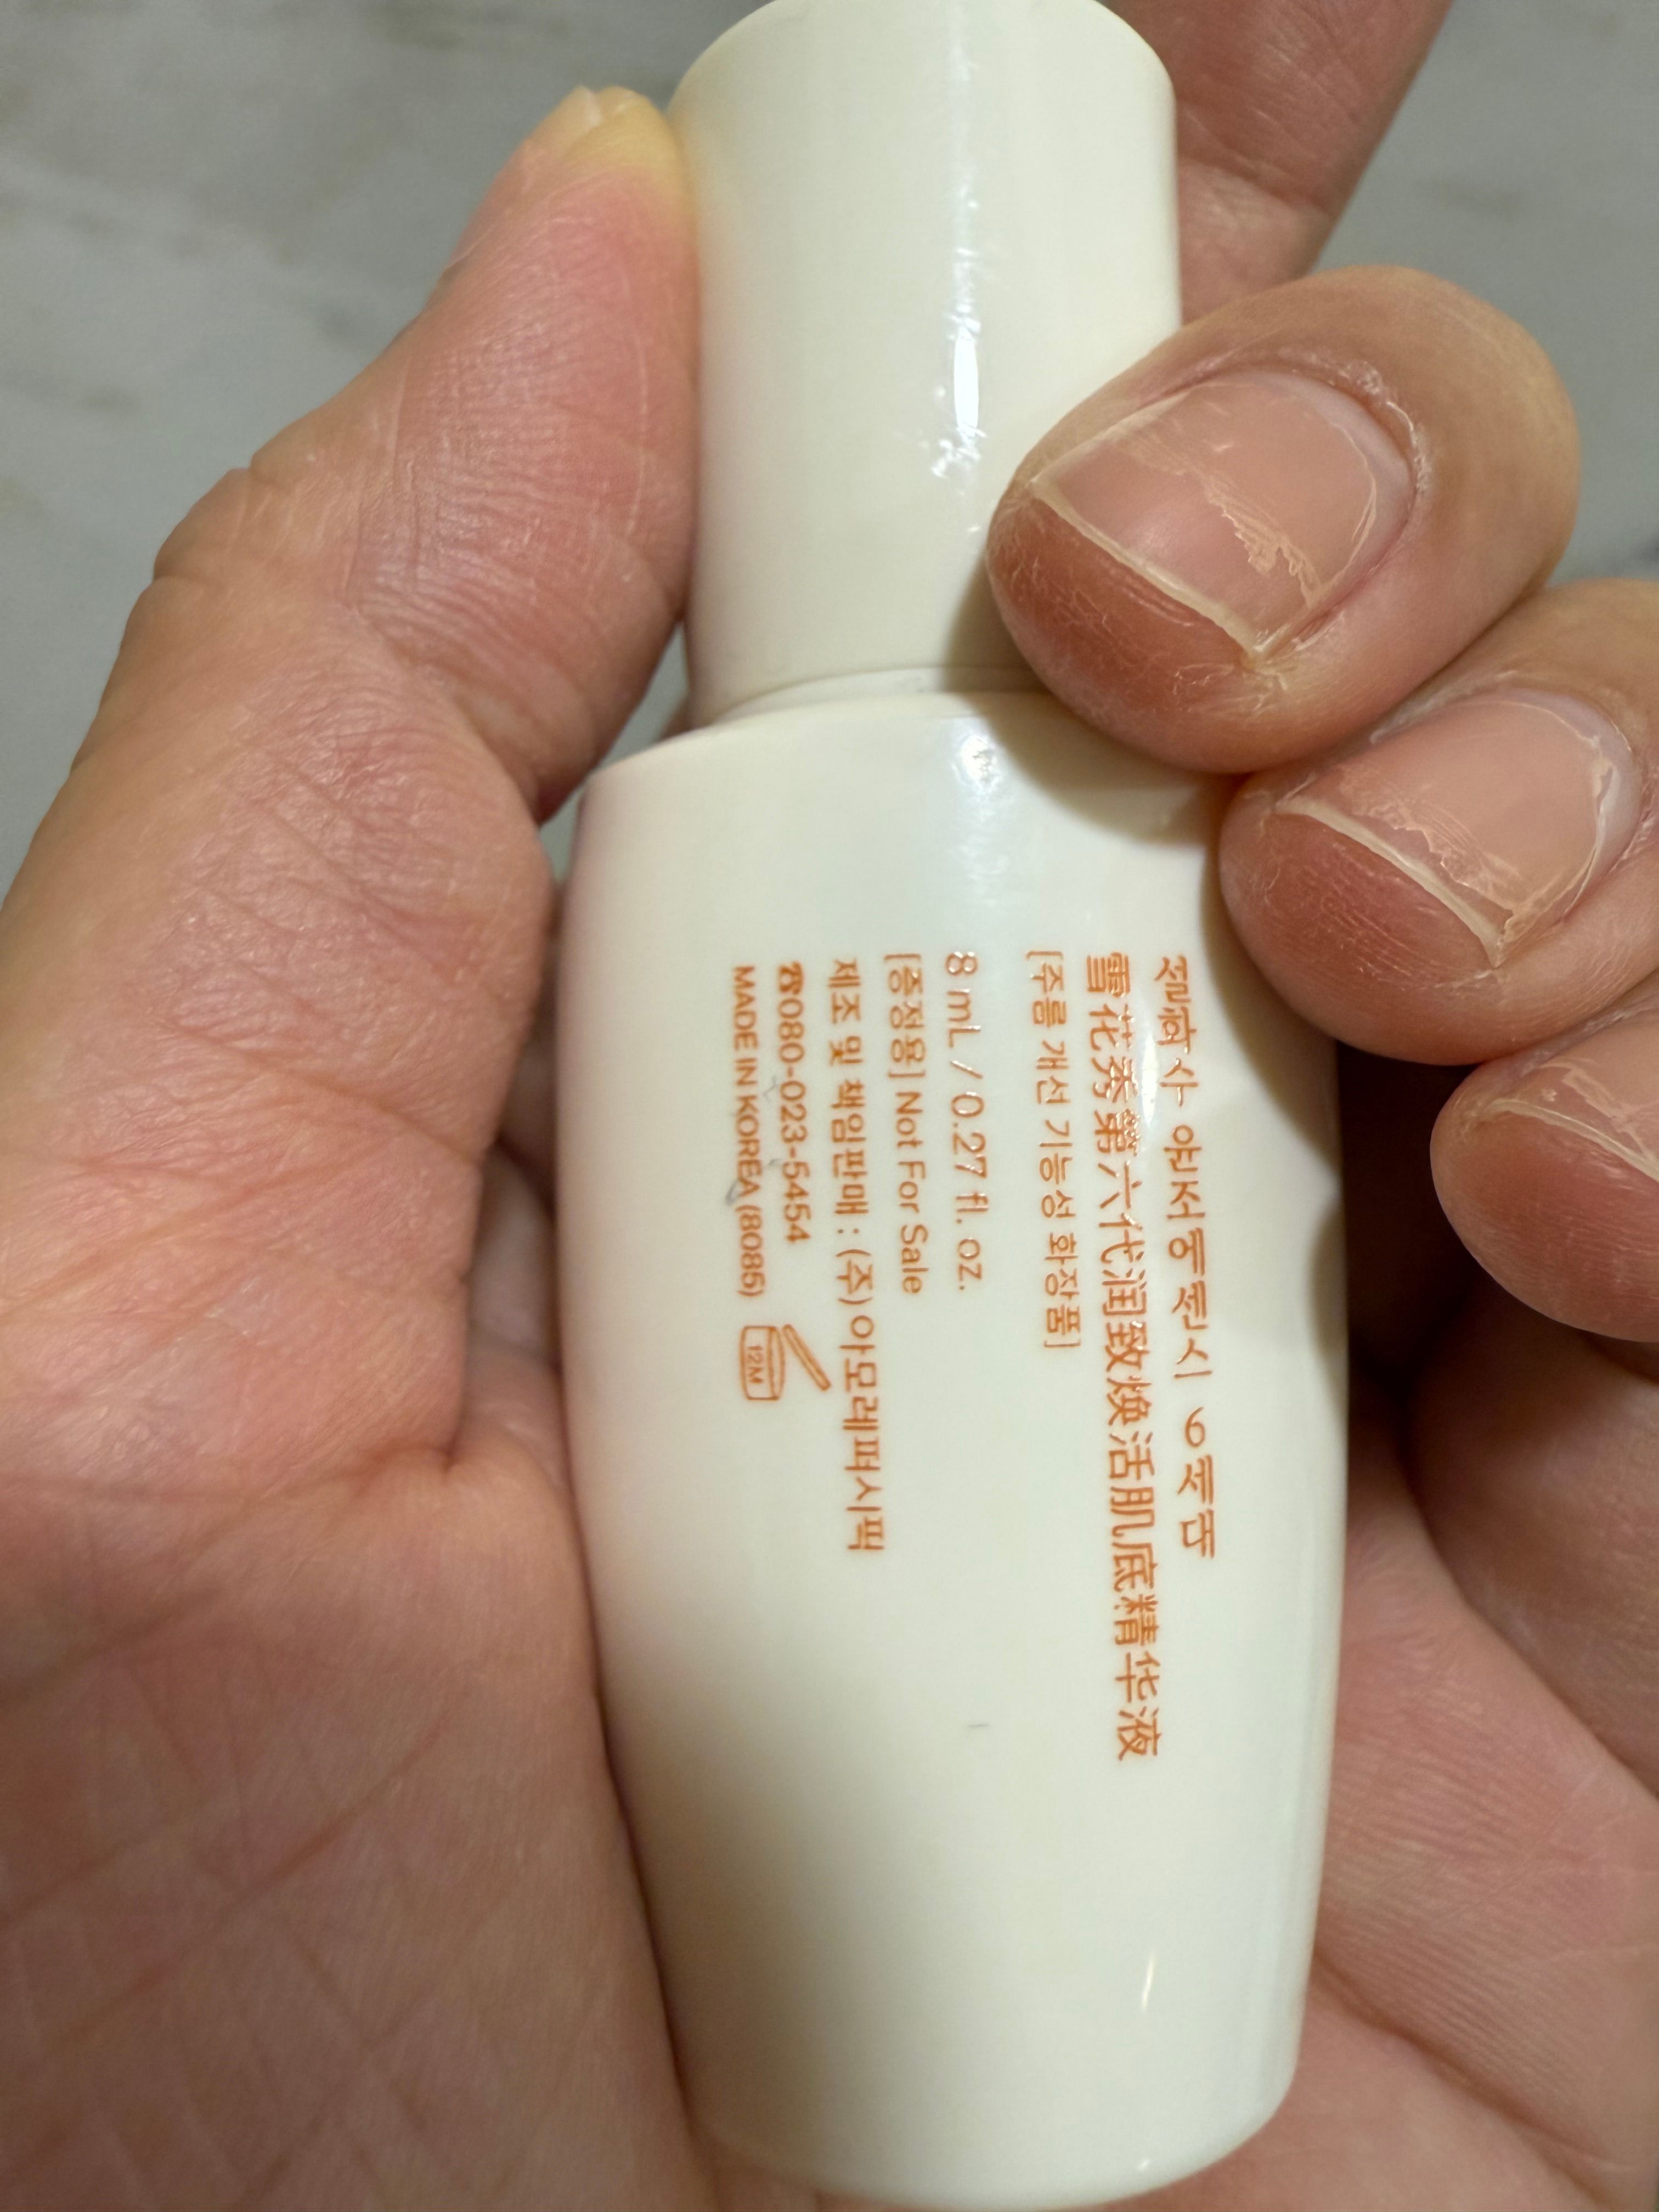 설화수 윤조에센스 6세대
雪花秀第六代润致焕活肌底精华液
[주름 개선 기능성 화장품]
8 mL / 0.27 fl. oz.
[증정용] Not For Sale
제조 및 책임판매 : (주)아모레퍼시픽
☎080-023-5454
MADE IN KOREA (8085)
12M